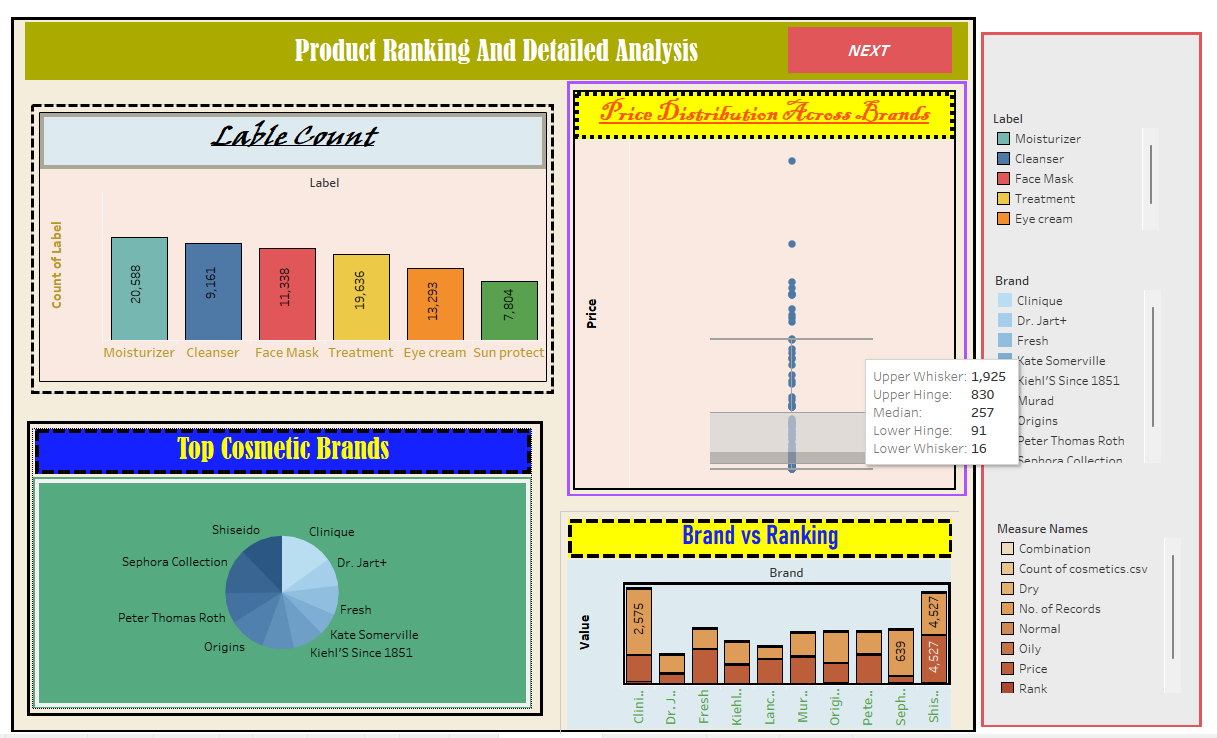 Product Ranking And Detailed Analysis
NEXT
Lable Count
Label
Count of Label
20,588
9,161
11,338
19,636
13,293
7,804
Moisturizer Cleanser Face Mask Treatment Eye cream Sun protect
Price Distribution Across Brands
Price
Upper Whisker: 1,925
Upper Hinge: 830
Median: 257
Lower Hinge: 91
Lower Whisker: 16
Top Cosmetic Brands
Shiseido
Clinique
Sephora Collection
Dr. Jart+
Fresh
Peter Thomas Roth
Kate Somerville
Origins
Kiehl'S Since 1851
Brand vs Ranking
Brand
Value
2,575
639
4,527
4,527
Clini..
Dr. J..
Fresh
Kiehl..
Lanc..
Mur..
Origi..
Pete..
Seph..
Shis..
Label
Moisturizer
Cleanser
Face Mask
Treatment
Eye cream
Brand
Clinique
Dr. Jart+
Fresh
Kate Somerville
Kiehl'S Since 1851
Murad
Origins
Peter Thomas Roth
Sephora Collection
Measure Names
Combination
Count of cosmetics.csv
Dry
No. of Records
Normal
Oily
Price
Rank